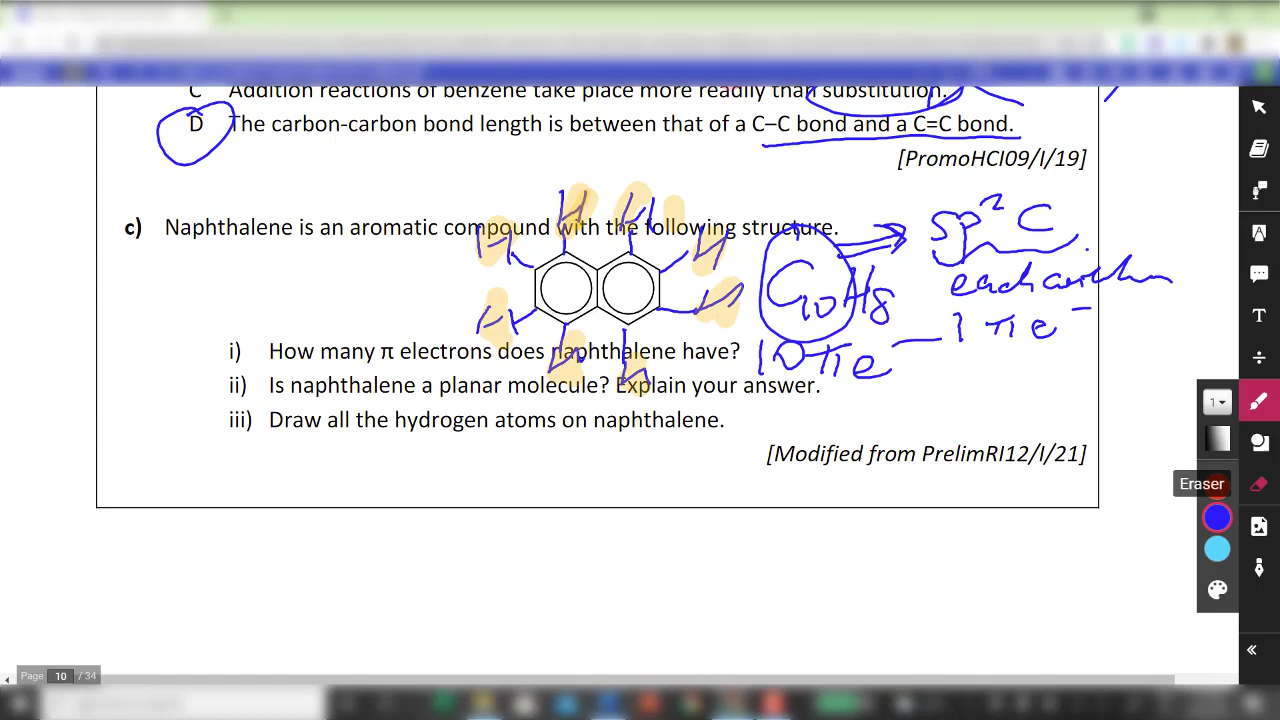 C Addition reactions of benzene take place more readily than substitution.
D The carbon-carbon bond length is between that of a C–C bond and a C=C bond.
[PromoHCI09/I/19]
c) Naphthalene is an aromatic compound with the following structure.
H H H H
H H
H H
C10H8
10 π e
sp² C
each carbon
1 π e⁻
i) How many π electrons does naphthalene have?
ii) Is naphthalene a planar molecule? Explain your answer.
iii) Draw all the hydrogen atoms on naphthalene.
[Modified from PrelimRI12/I/21]
1
Eraser
Page 10 / 34